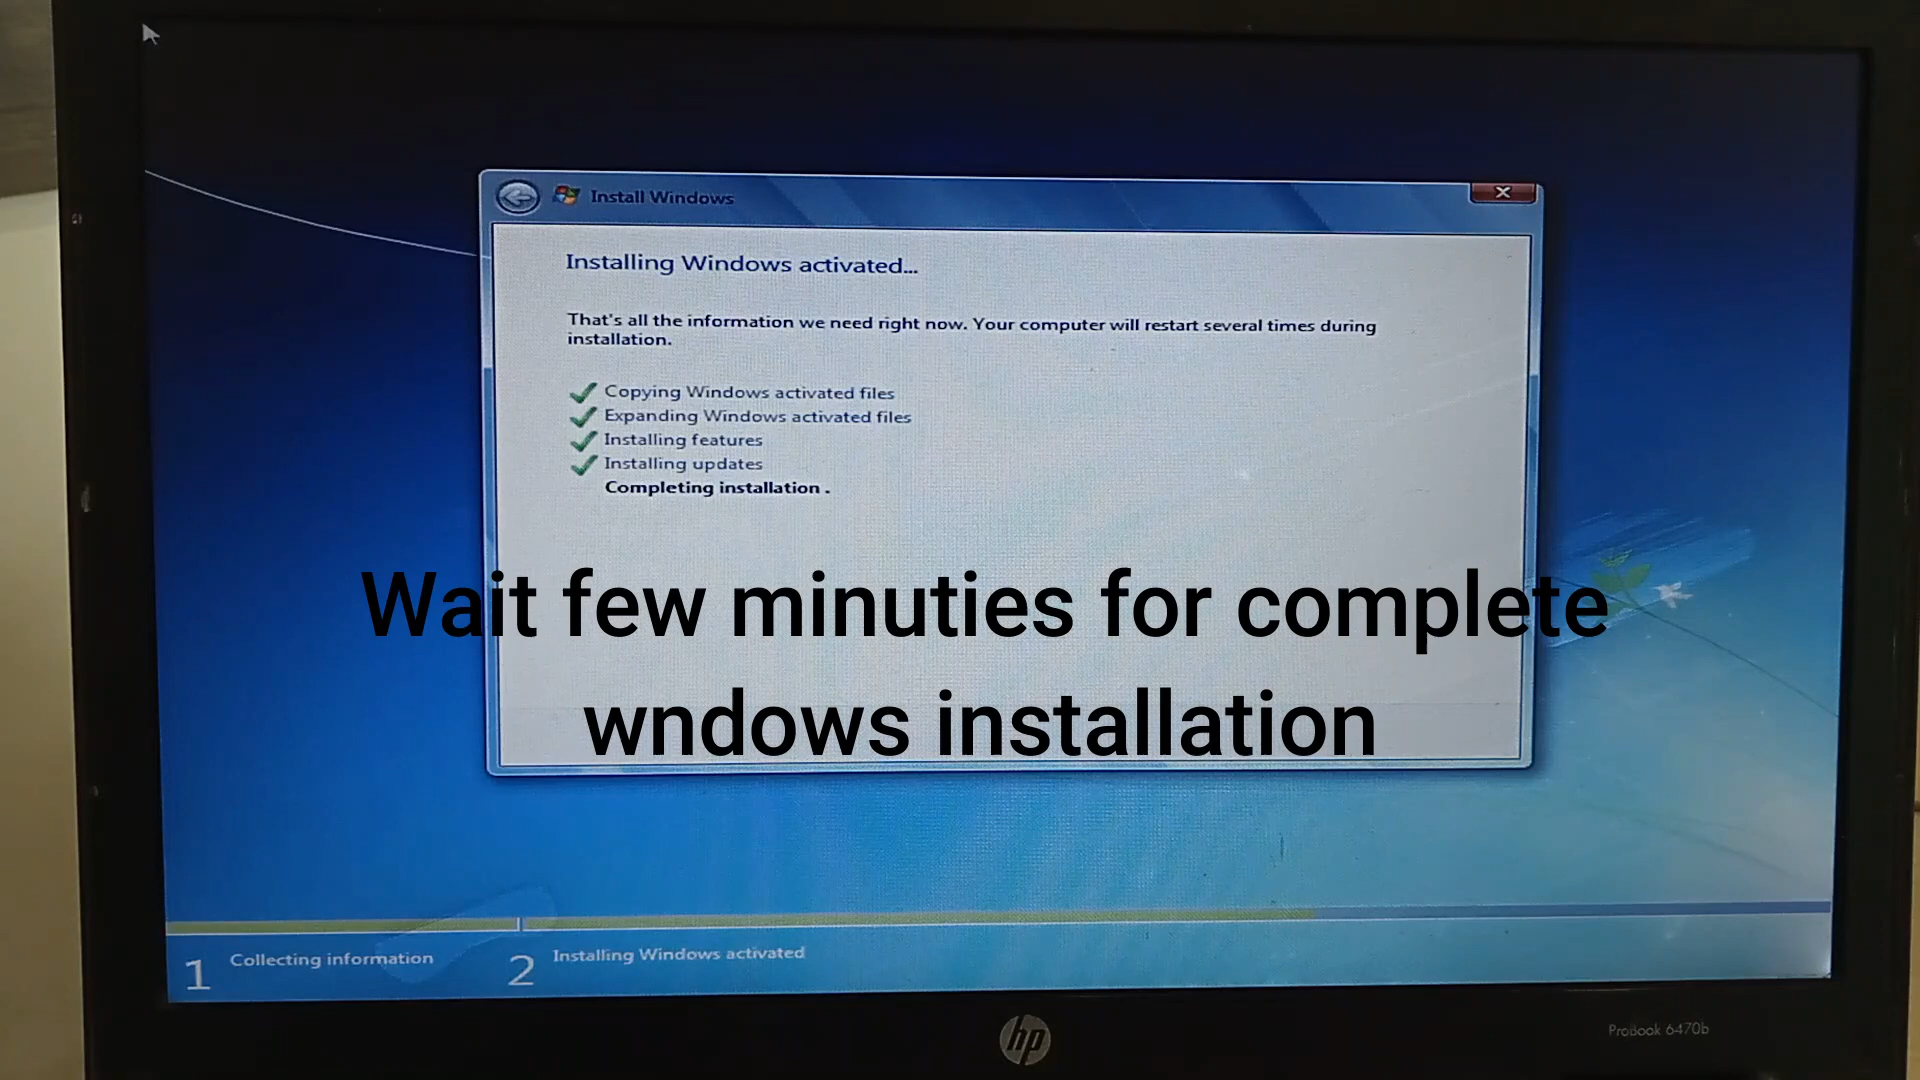 Install Windows
Installing Windows activated...
That's all the information we need right now. Your computer will restart several times during
installation.
Copying Windows activated files
Expanding Windows activated files
Installing features
Installing updates
Completing installation .
Wait few minuties for complete
wndows installation
1 Collecting information 2 Installing Windows activated
hp
ProBook 6470b